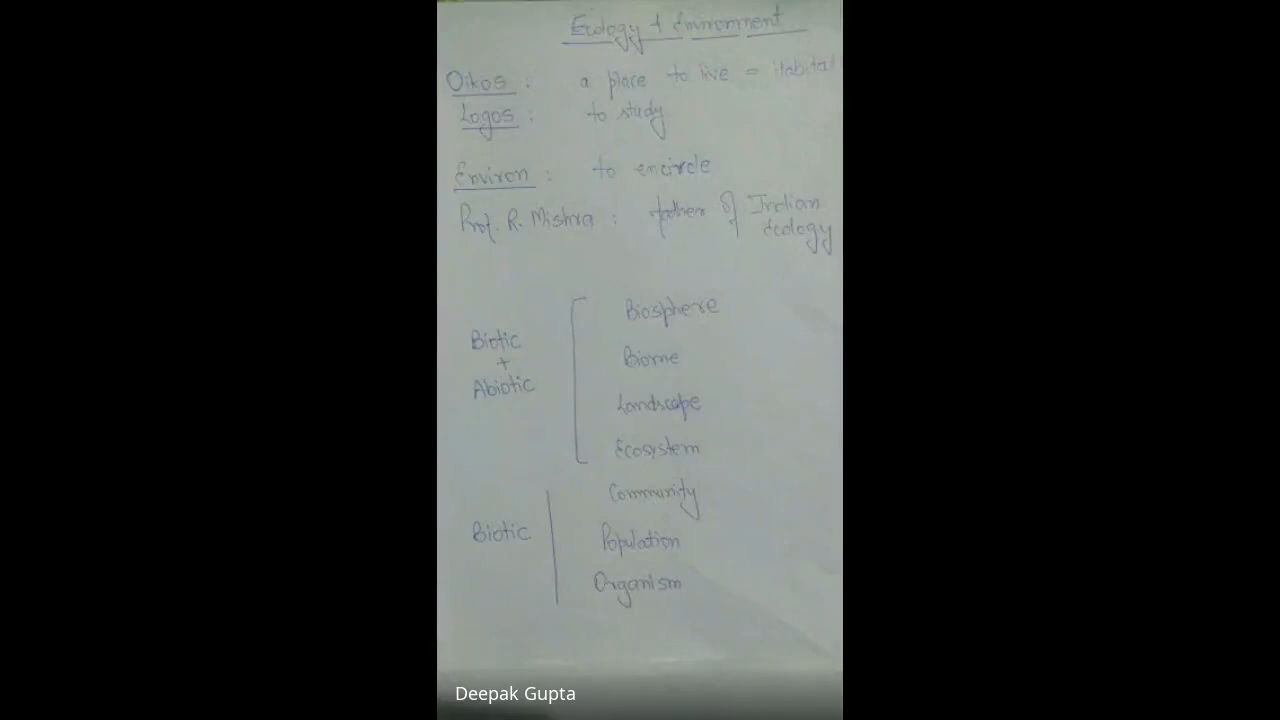 Ecology & Environment
Oikos : a place to live = Habitat
Logos : to study
Environ : to encircle
Prof. R. Mishra : father of Indian
Ecology
Biosphere
Biotic
+
Abiotic
Biome
Landscape
Ecosystem
Community
Biotic
Population
Organism
Deepak Gupta